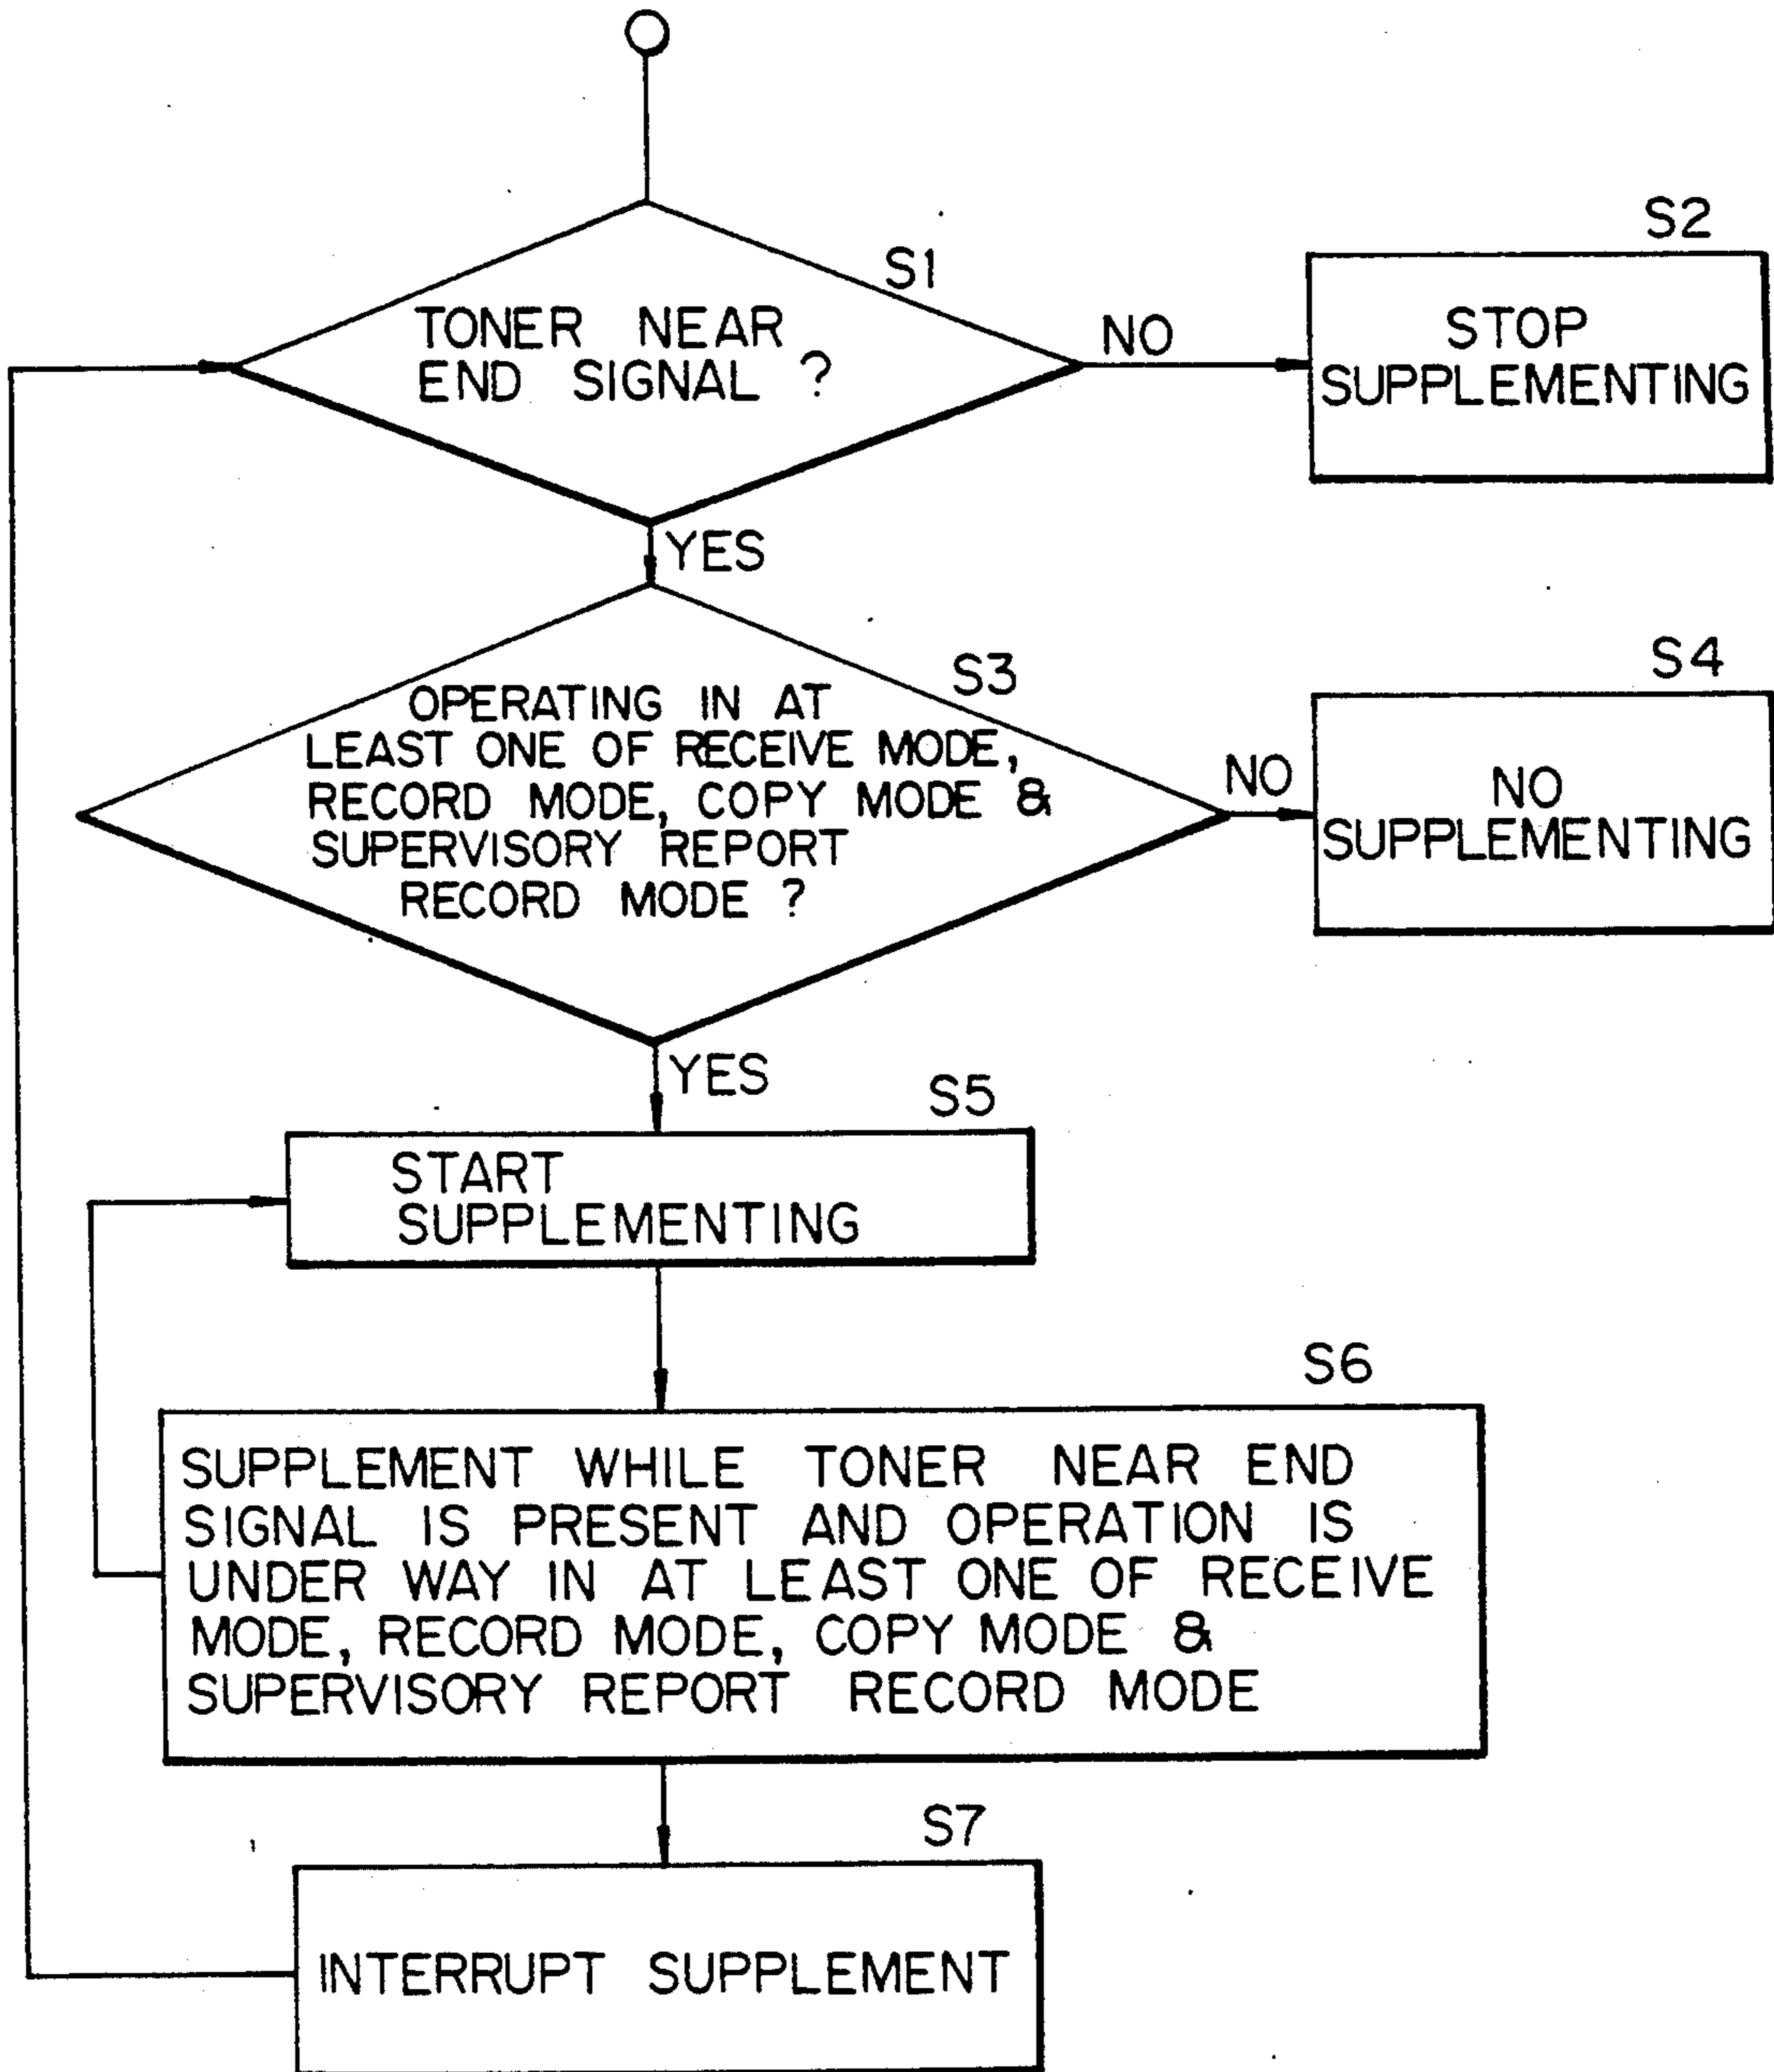 S1
TONER NEAR
END SIGNAL ?
NO
S2
STOP
SUPPLEMENTING
YES
S3
OPERATING IN AT
LEAST ONE OF RECEIVE MODE,
RECORD MODE, COPY MODE &
SUPERVISORY REPORT
RECORD MODE ?
NO
S4
NO
SUPPLEMENTING
YES
S5
START
SUPPLEMENTING
S6
SUPPLEMENT WHILE TONER NEAR END
SIGNAL IS PRESENT AND OPERATION IS
UNDER WAY IN AT LEAST ONE OF RECEIVE
MODE, RECORD MODE, COPY MODE &
SUPERVISORY REPORT RECORD MODE
S7
INTERRUPT SUPPLEMENT